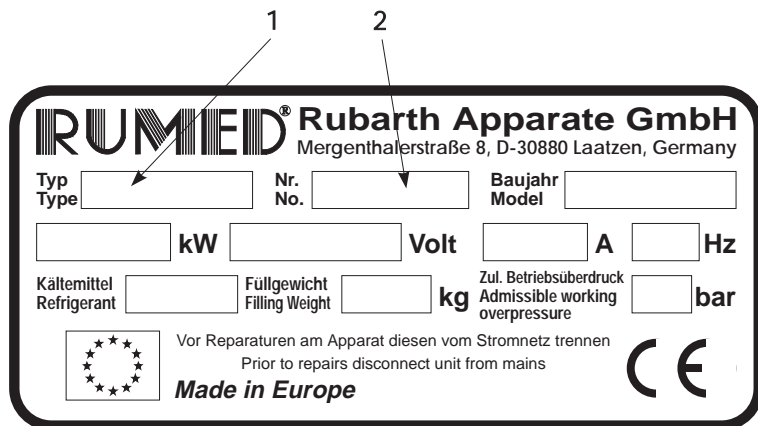 1 2
RUMED® Rubarth Apparate GmbH
Mergenthalerstraße 8, D-30880 Laatzen, Germany
Typ Nr. Baujahr
Type No. Model
kW Volt A Hz
Kältemittel Füllgewicht Zul. Betriebsüberdruck
Refrigerant Filling Weight kg Admissible working bar
overpressure
Vor Reparaturen am Apparat diesen vom Stromnetz trennen
Prior to repairs disconnect unit from mains
Made in Europe CE